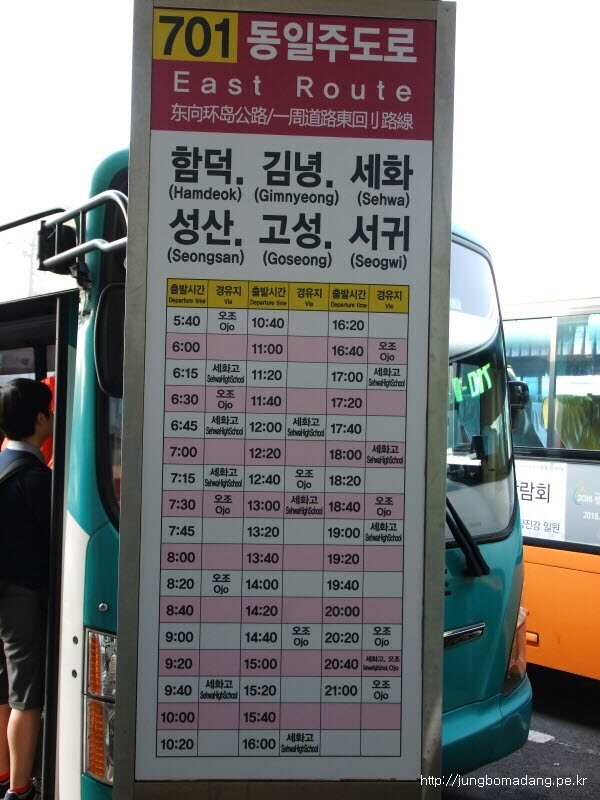 701 동일주도로
East Route
东向环岛公路/一周道路東回リ路線
함덕. 김녕. 세화
(Hamdeok) (Gimnyeong) (Sehwa)
성산. 고성. 서귀
(Seongsan) (Goseong) (Seogwi)
출발시간 경유지 출발시간 경유지 출발시간 경유지
Departure time Via Departure time Via Departure time Via
5:40 오조 Ojo 10:40 16:20
6:00 11:00 16:40 오조 Ojo
6:15 세화고 SehwaHighSchool 11:20 17:00 세화고 SehwaHighSchool
6:30 오조 Ojo 11:40 17:20
6:45 세화고 SehwaHighSchool 12:00 세화고 SehwaHighSchool 17:40
7:00 12:20 18:00 세화고 SehwaHighSchool
7:15 세화고 SehwaHighSchool 12:40 오조 Ojo 18:20
7:30 오조 Ojo 13:00 세화고 SehwaHighSchool 18:40 오조 Ojo
7:45 13:20 19:00 세화고 SehwaHighSchool
8:00 13:40 19:20
8:20 오조 Ojo 14:00 19:40
8:40 14:20 20:00
9:00 14:40 오조 Ojo 20:20 오조 Ojo
9:20 15:00 20:40 세화고, 오조
9:40 세화고 SehwaHighSchool 15:20 21:00 오조 Ojo
10:00 15:40
10:20 16:00 세화고 SehwaHighSchool
람회
2016
2016.
일원
http://jungbomadang.pe.kr